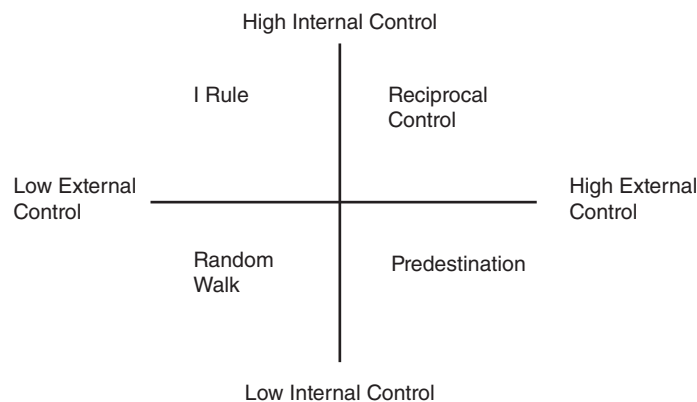 High Internal Control
I Rule
Reciprocal
Control
Low External
Control
High External
Control
Random
Walk
Predestination
Low Internal Control